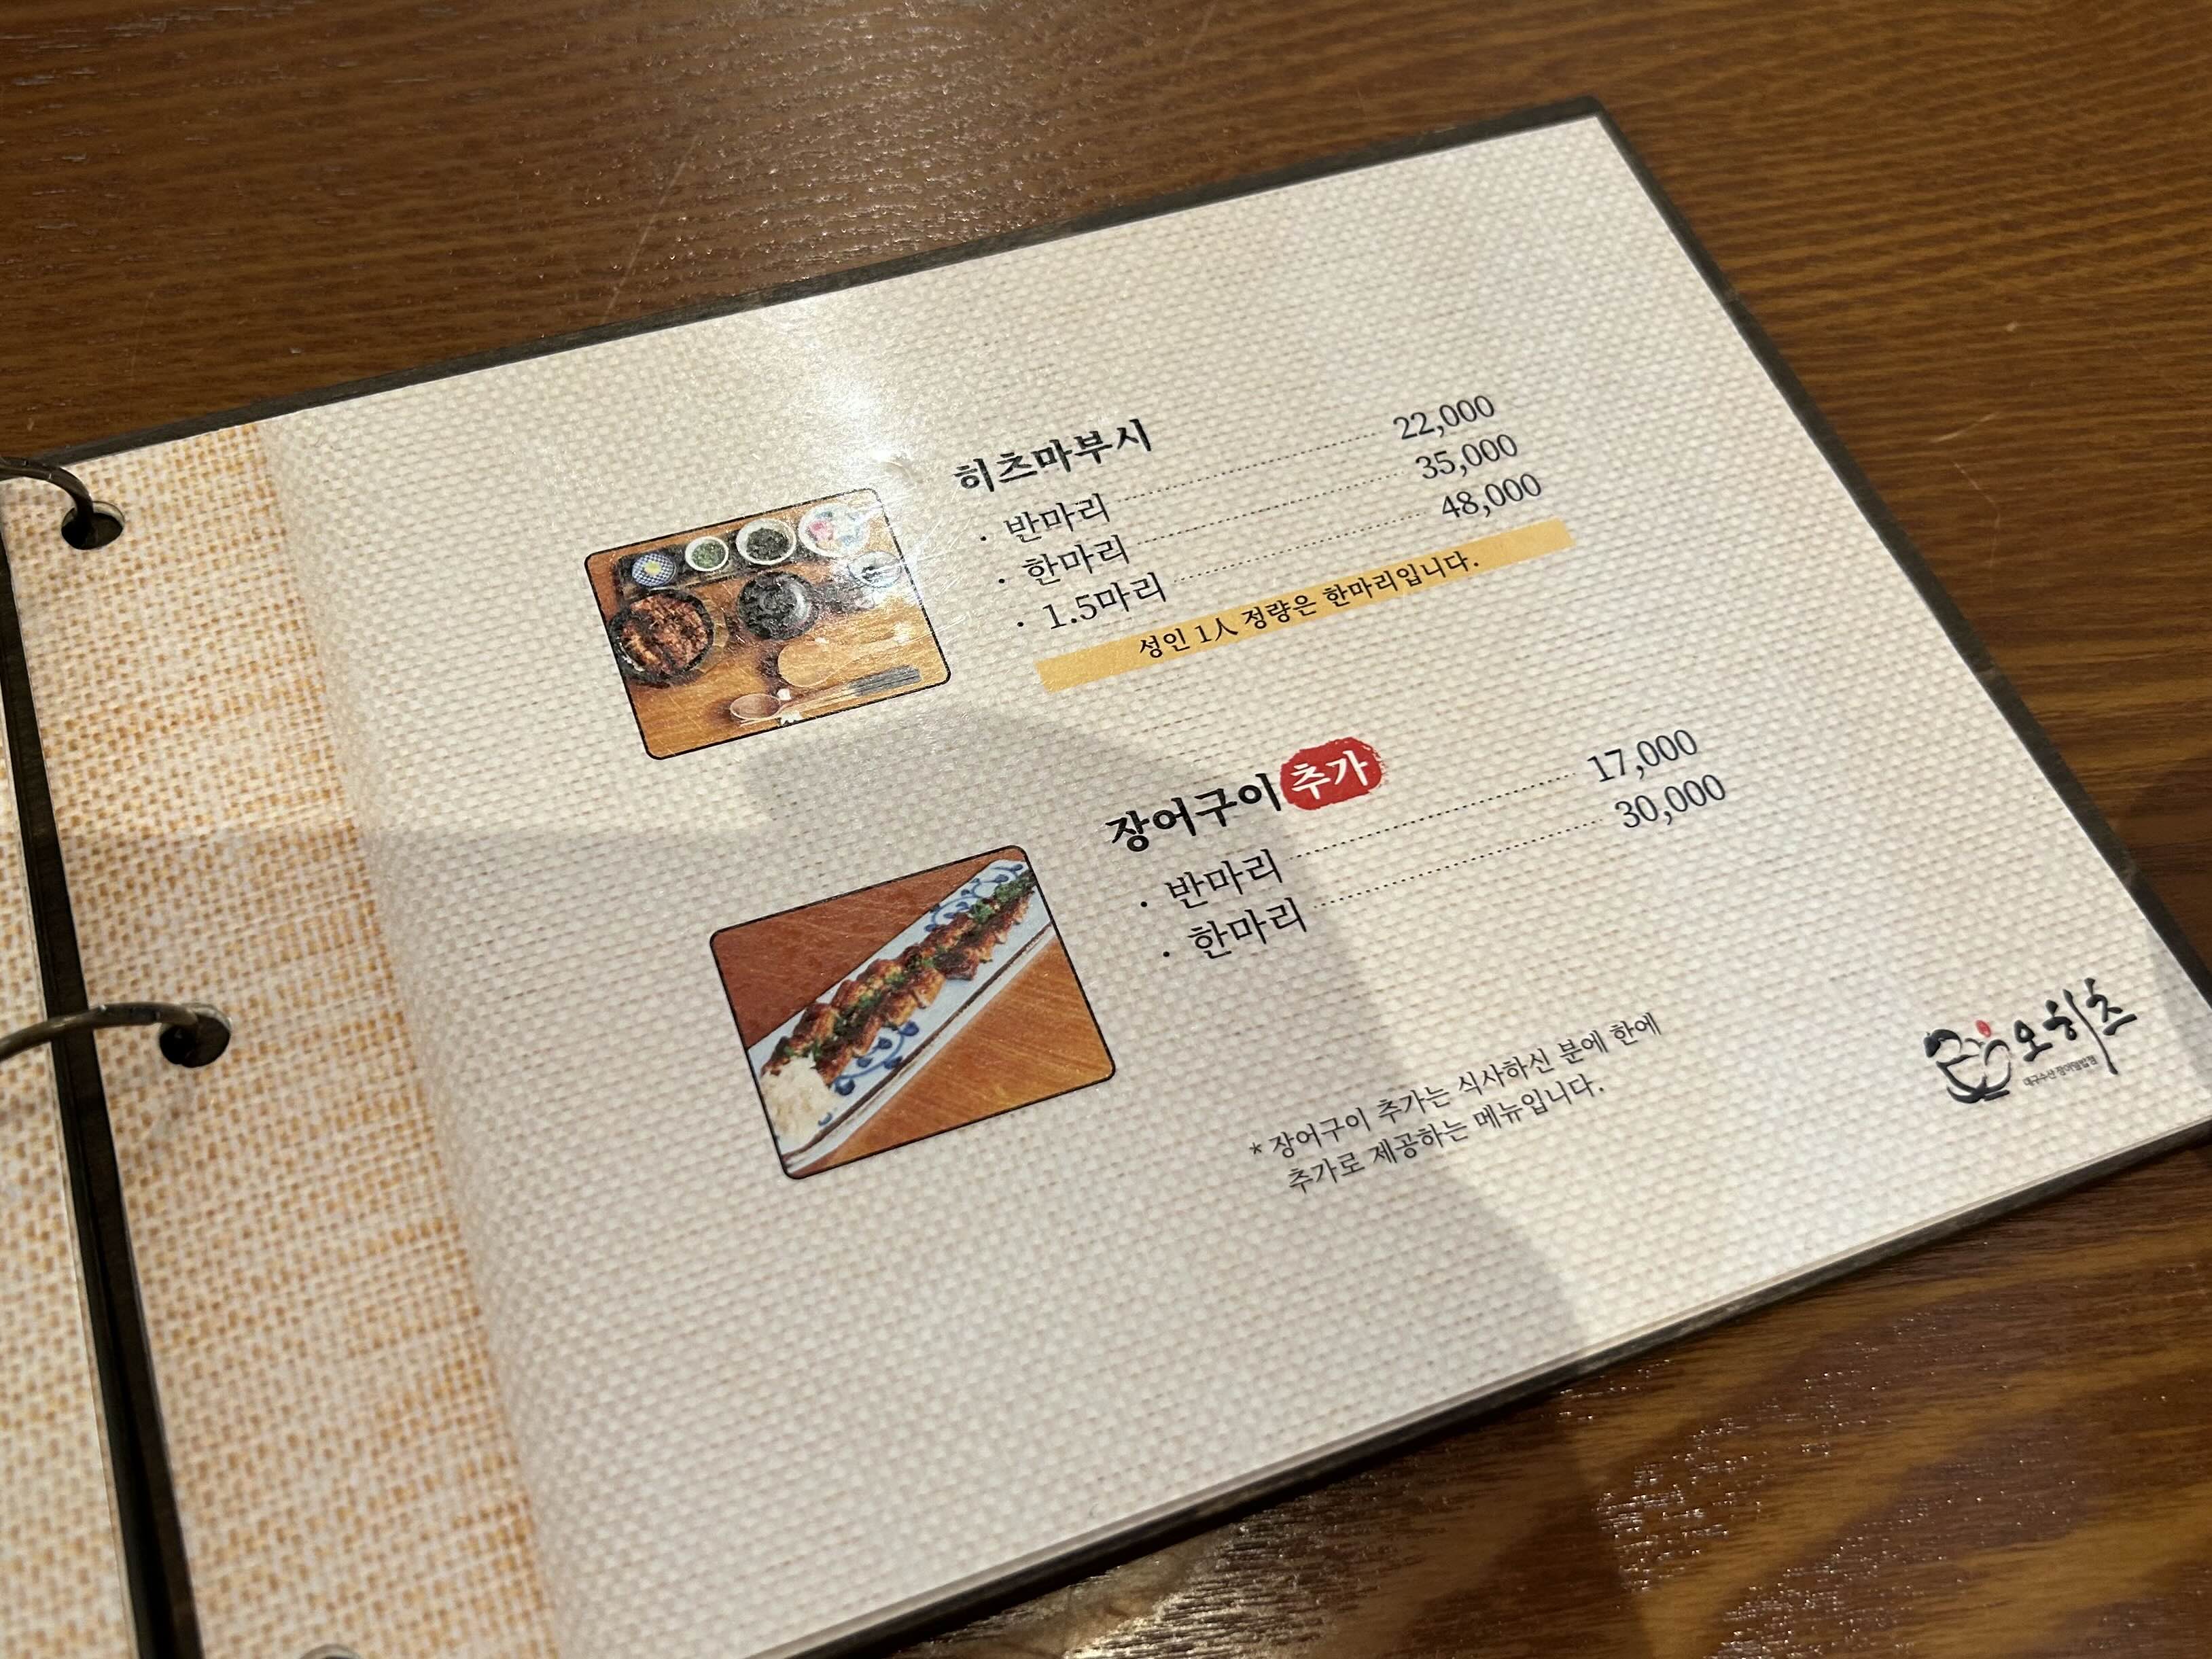 히츠마부시
· 반마리 22,000
· 한마리 35,000
· 1.5마리 48,000
성인 1人 정량은 한마리입니다.
장어구이 추가
· 반마리 17,000
· 한마리 30,000
* 장어구이 추가는 식사하신 분에 한에
추가로 제공하는 메뉴입니다.
오히츠